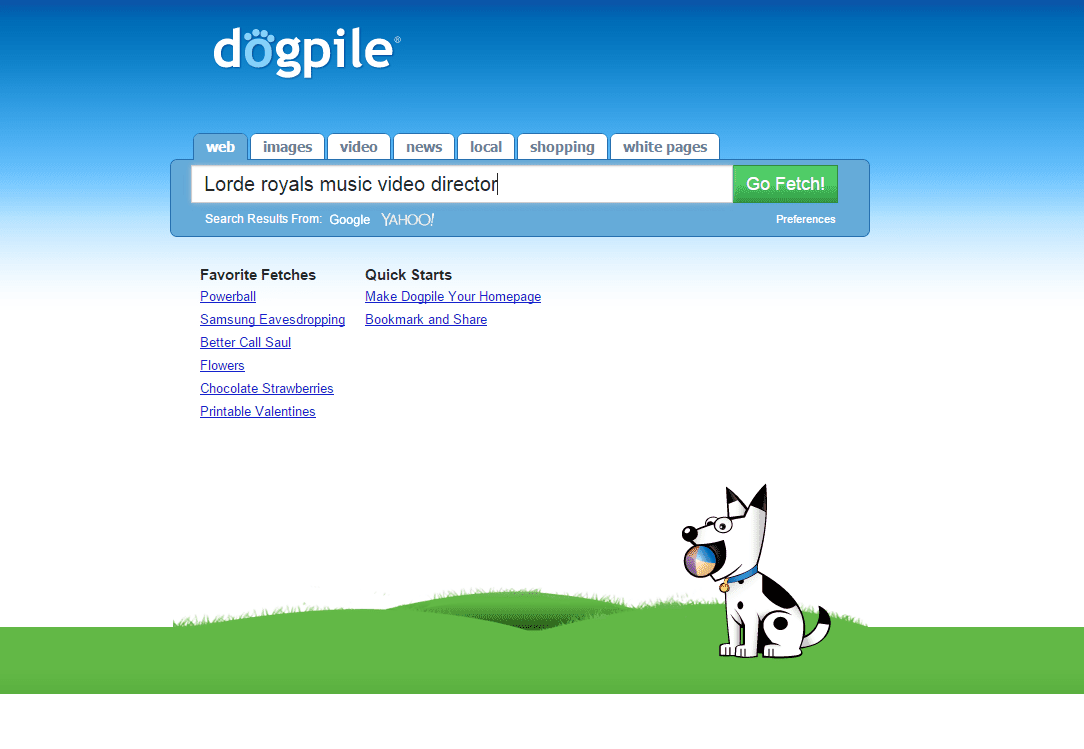 dogpile®
web images video news local shopping white pages
Lorde royals music video director Go Fetch!
Search Results From: Google YAHOO! Preferences
Favorite Fetches
Powerball
Samsung Eavesdropping
Better Call Saul
Flowers
Chocolate Strawberries
Printable Valentines
Quick Starts
Make Dogpile Your Homepage
Bookmark and Share